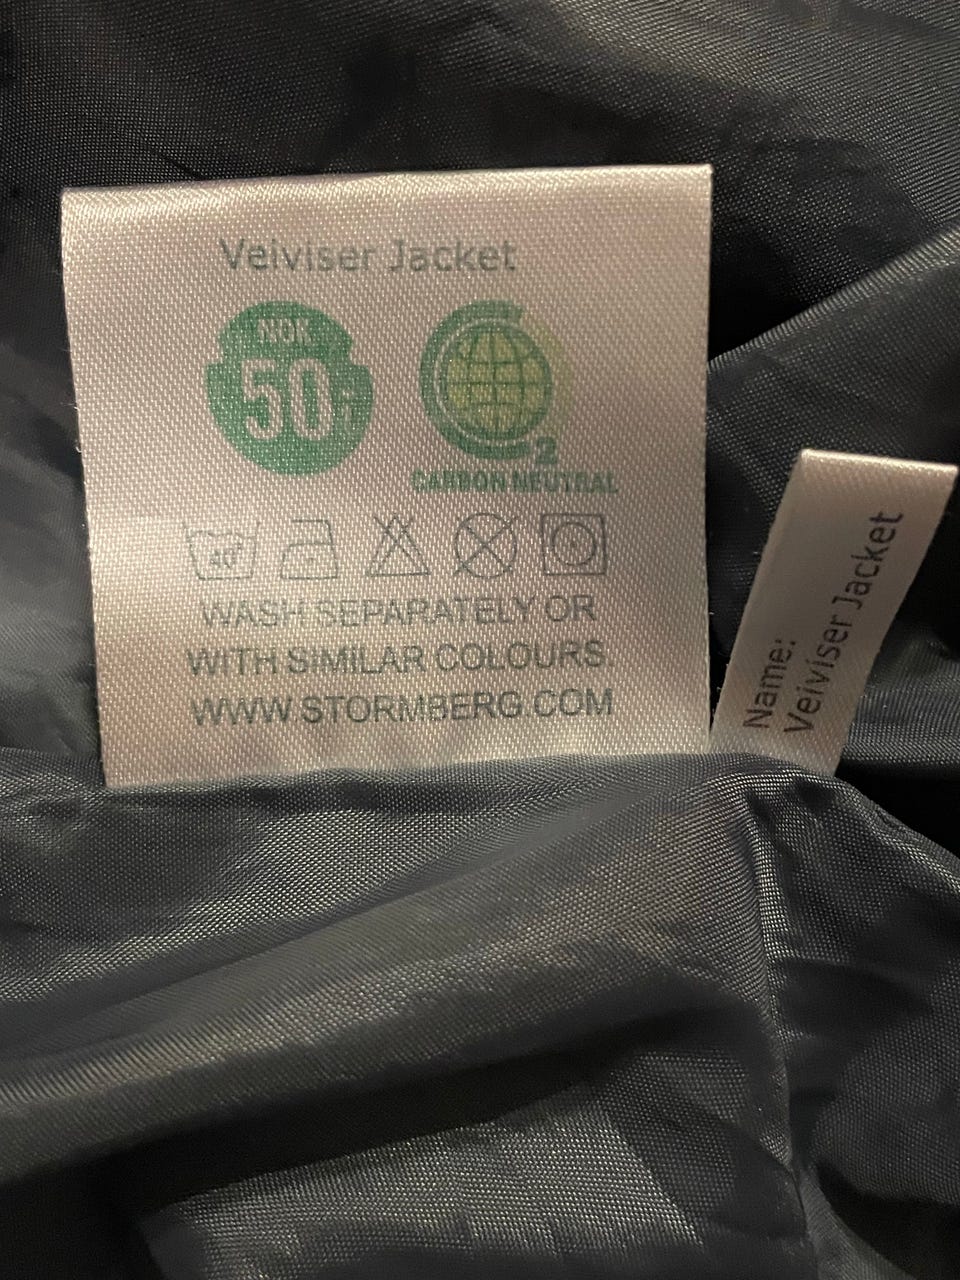 Veiviser Jacket
NOK
50,-
2
CARBON NEUTRAL
40°
WASH SEPARATELY OR
WITH SIMILAR COLOURS.
WWW.STORMBERG.COM
Name:
Veiviser Jacket